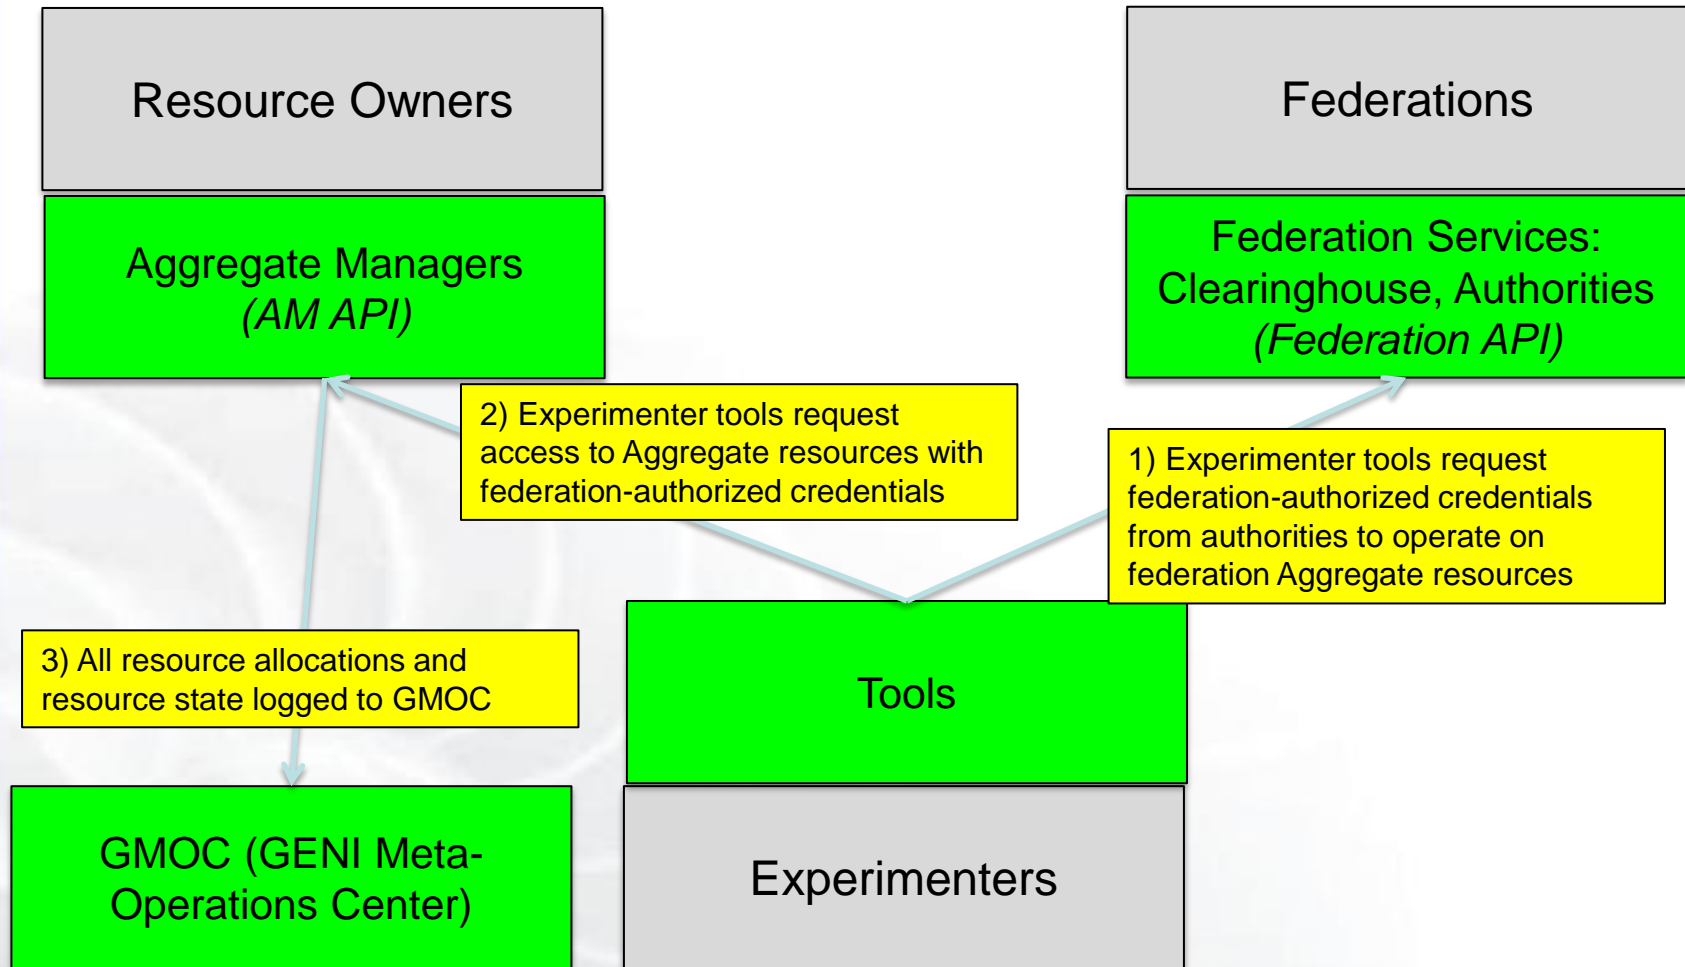 Resource Owners
Federations
Aggregate Managers
(AM API)
Federation Services:
Clearinghouse, Authorities
(Federation API)
2) Experimenter tools request
access to Aggregate resources with
federation-authorized credentials
1) Experimenter tools request
federation-authorized credentials
from authorities to operate on
federation Aggregate resources
3) All resource allocations and
resource state logged to GMOC
Tools
GMOC (GENI Meta-
Operations Center)
Experimenters